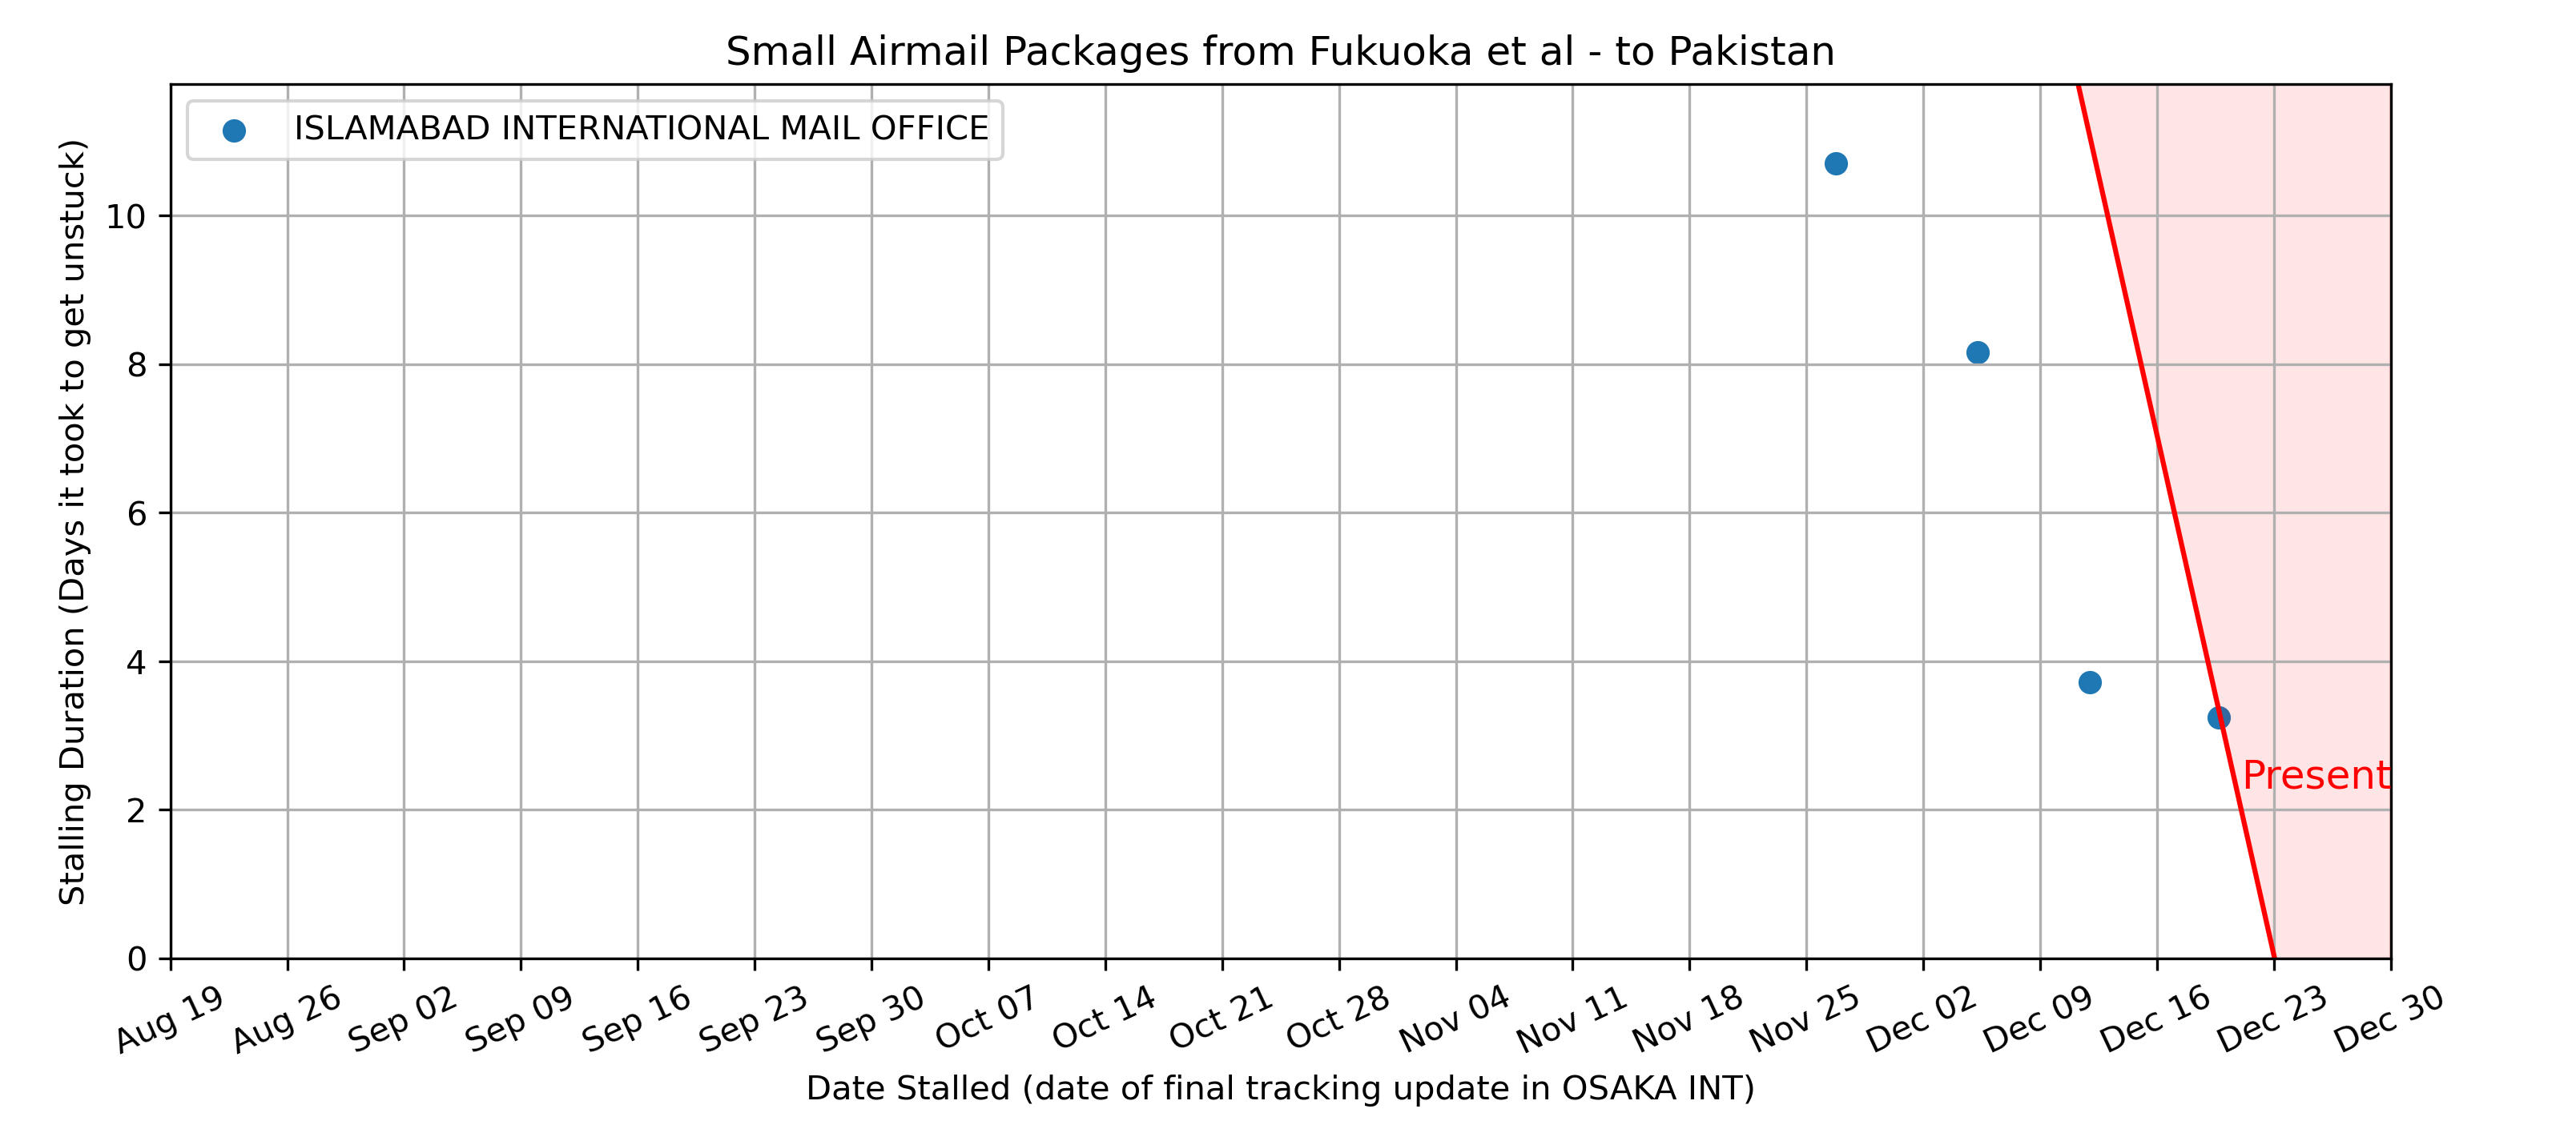 Small Airmail Packages from Fukuoka et al - to Pakistan
ISLAMABAD INTERNATIONAL MAIL OFFICE
Stalling Duration (Days it took to get unstuck)
10
8
6
4
2
0
Present
Aug 19
Aug 26
Sep 02
Sep 09
Sep 16
Sep 23
Sep 30
Oct 07
Oct 14
Oct 21
Oct 28
Nov 04
Nov 11
Nov 18
Nov 25
Dec 02
Dec 09
Dec 16
Dec 23
Dec 30
Date Stalled (date of final tracking update in OSAKA INT)